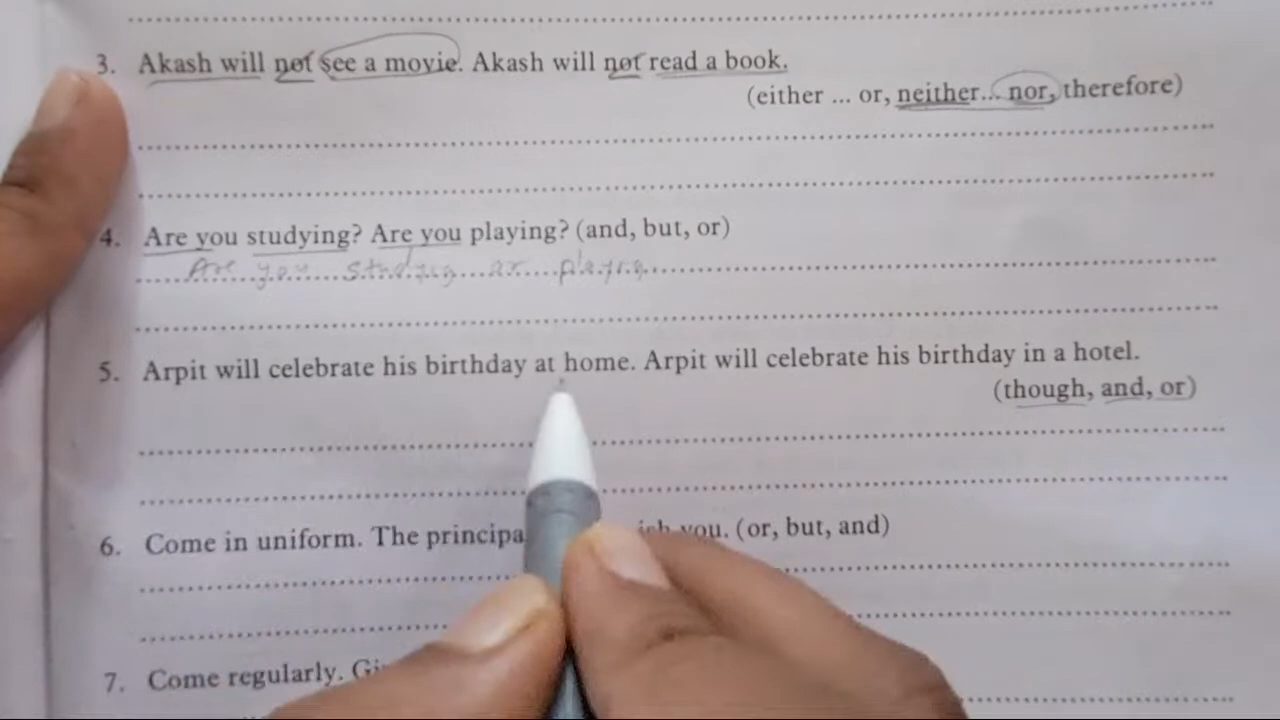 3. Akash will not see a movie. Akash will not read a book.
(either ... or, neither... nor, therefore)
4. Are you studying? Are you playing? (and, but, or)
Are you studying or playing
5. Arpit will celebrate his birthday at home. Arpit will celebrate his birthday in a hotel.
(though, and, or)
6. Come in uniform. The you. (or, but, and)
7. Come regularly.